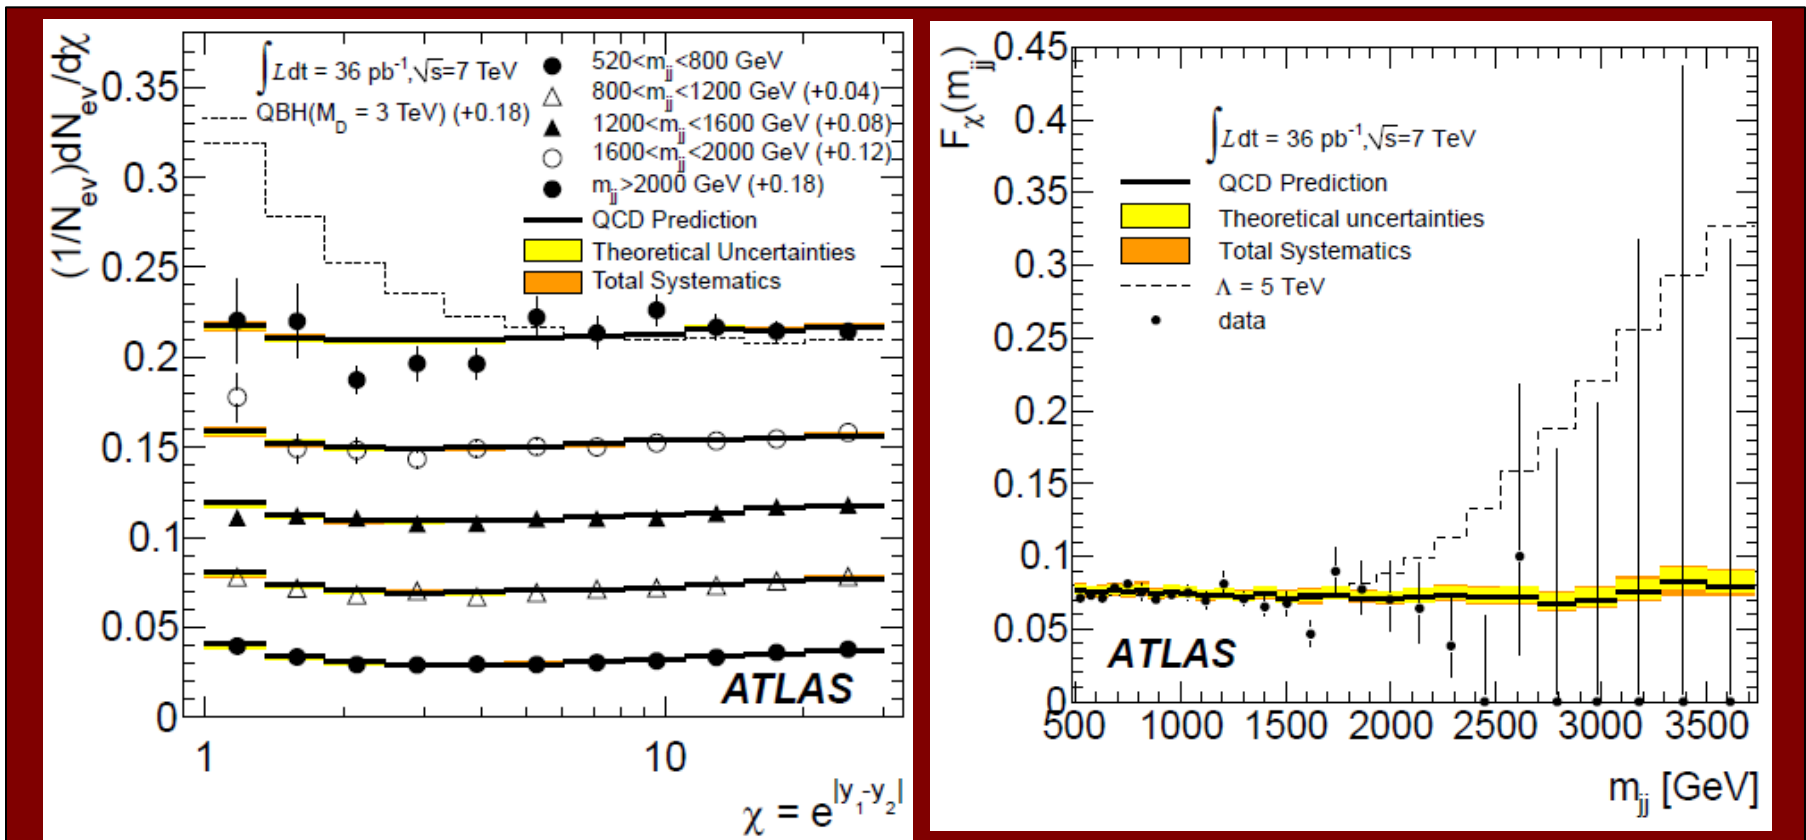 (1/N_ev)dN_ev/dχ
0.35
0.3
0.25
0.2
0.15
0.1
0.05
0
∫Ldt = 36 pb⁻¹,√s=7 TeV
QBH(M_D = 3 TeV) (+0.18)
520<m_jj<800 GeV
800<m_jj<1200 GeV (+0.04)
1200<m_jj<1600 GeV (+0.08)
1600<m_jj<2000 GeV (+0.12)
m_jj>2000 GeV (+0.18)
QCD Prediction
Theoretical Uncertainties
Total Systematics
ATLAS
1
10
χ = e^|y₁-y₂|
F_χ(m_jj)
0.45
0.4
0.35
0.3
0.25
0.2
0.15
0.1
0.05
0
∫Ldt = 36 pb⁻¹,√s=7 TeV
QCD Prediction
Theoretical uncertainties
Total Systematics
Λ = 5 TeV
data
ATLAS
500 1000 1500 2000 2500 3000 3500
m_jj [GeV]